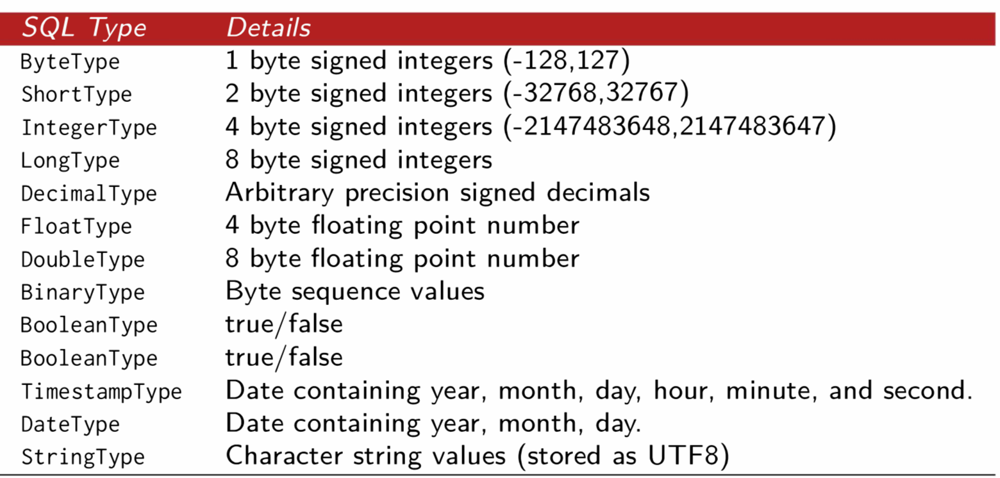 SQL Type Details
ByteType 1 byte signed integers (-128,127)
ShortType 2 byte signed integers (-32768,32767)
IntegerType 4 byte signed integers (-2147483648,2147483647)
LongType 8 byte signed integers
DecimalType Arbitrary precision signed decimals
FloatType 4 byte floating point number
DoubleType 8 byte floating point number
BinaryType Byte sequence values
BooleanType true/false
BooleanType true/false
TimestampType Date containing year, month, day, hour, minute, and second.
DateType Date containing year, month, day.
StringType Character string values (stored as UTF8)